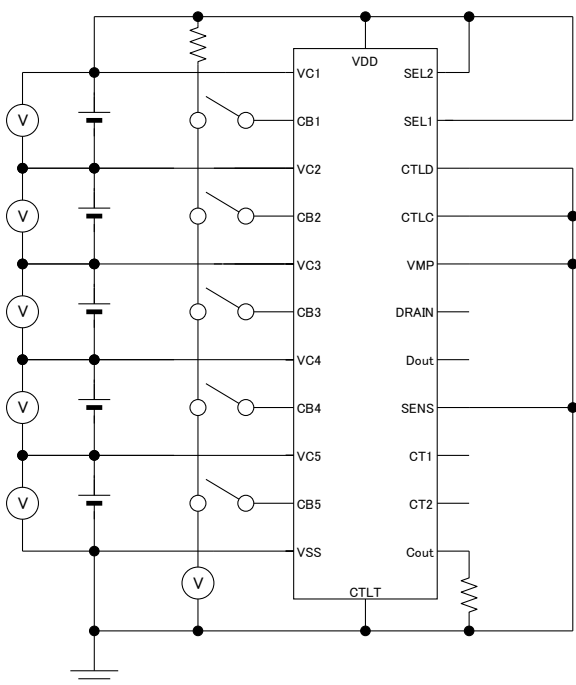 VDD
VC1
SEL2
V
CB1
SEL1
VC2
CTLD
V
CB2
CTLC
VC3
VMP
V
CB3
DRAIN
VC4
Dout
V
CB4
SENS
VC5
CT1
V
CB5
CT2
VSS
Cout
V
CTLT